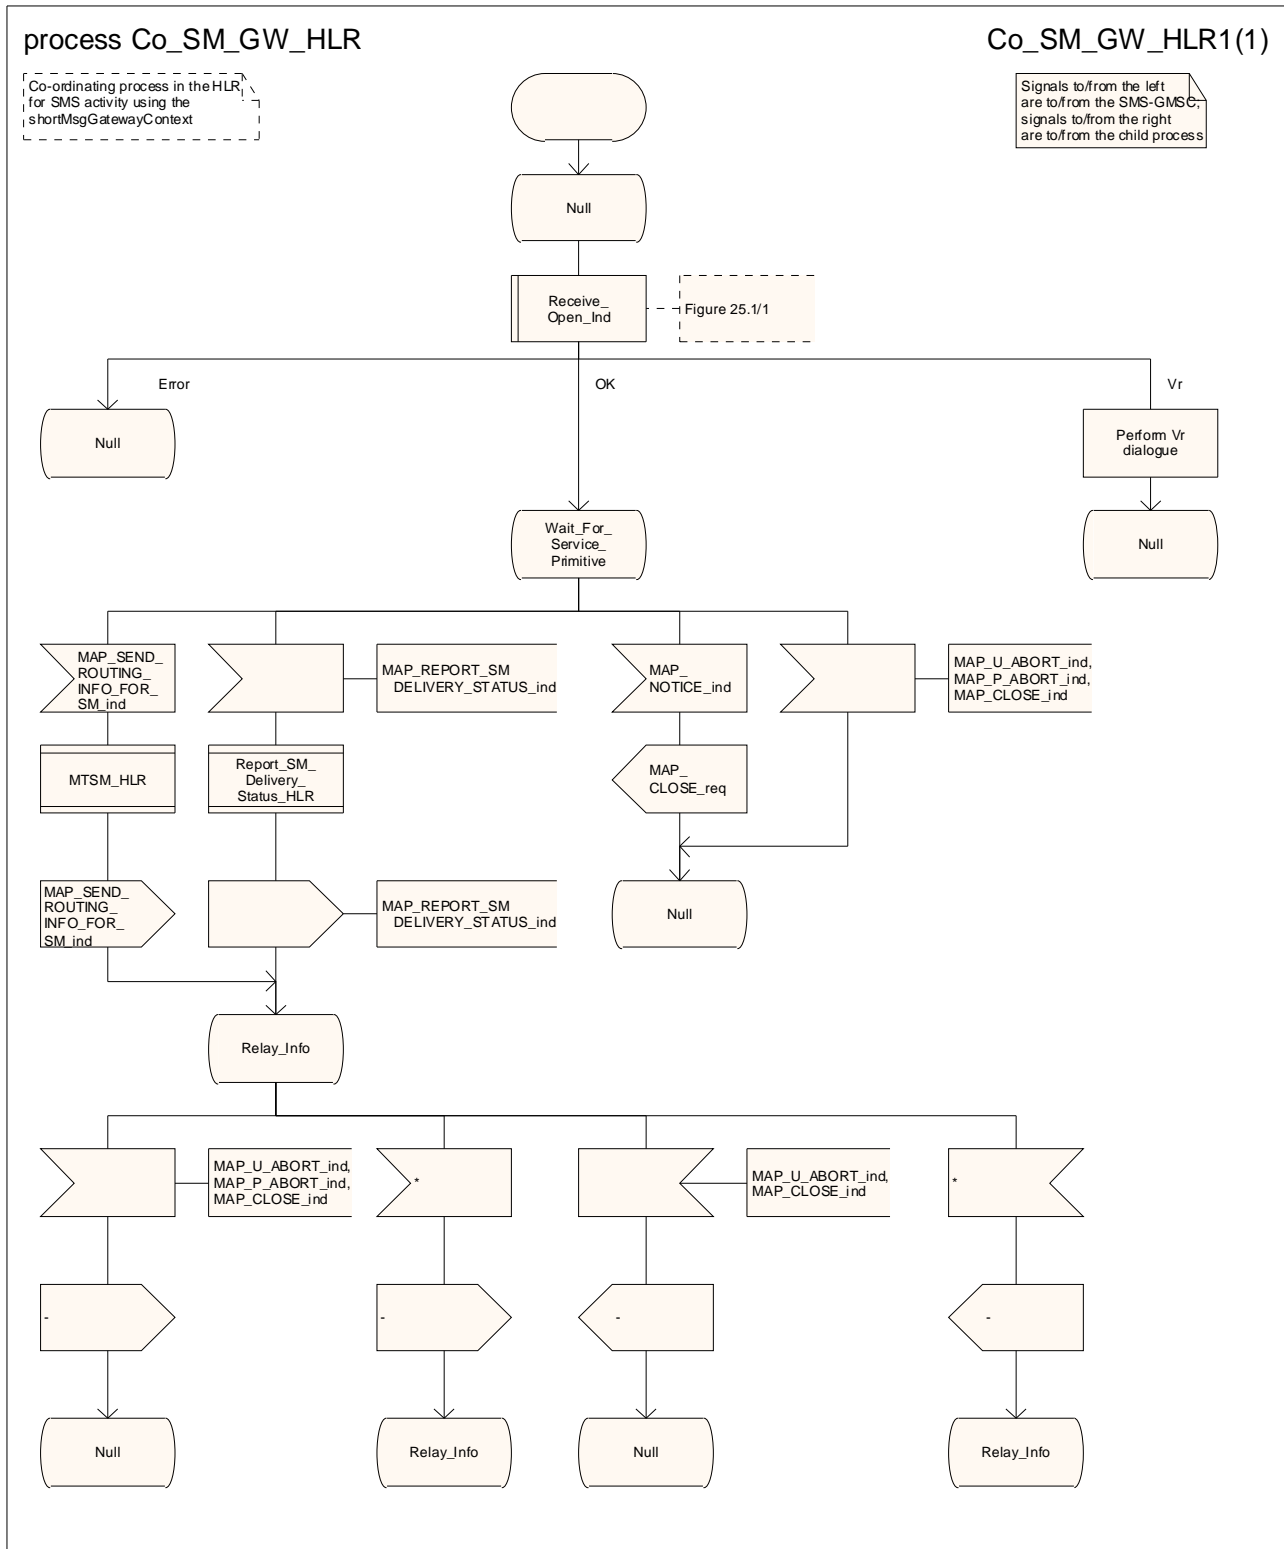 process Co_SM_GW_HLR
Co_SM_GW_HLR1(1)
Co-ordinating process in the HLR
for SMS activity using the
shortMsgGatewayContext
Signals to/from the left
are to/from the SMS-GMSC;
signals to/from the right
are to/from the child process
Null
Receive_
Open_Ind
Figure 25.1/1
Error
OK
Vr
Null
Perform Vr
dialogue
Wait_For_
Service_
Primitive
Null
MAP_SEND_
ROUTING_
INFO_FOR_
SM_ind
MAP_REPORT_SM
DELIVERY_STATUS_ind
MAP_
NOTICE_ind
MAP_U_ABORT_ind,
MAP_P_ABORT_ind,
MAP_CLOSE_ind
MTSM_HLR
Report_SM_
Delivery_
Status_HLR
MAP_
CLOSE_req
MAP_SEND_
ROUTING_
INFO_FOR_
SM_ind
MAP_REPORT_SM
DELIVERY_STATUS_ind
Null
Relay_Info
MAP_U_ABORT_ind,
MAP_P_ABORT_ind,
MAP_CLOSE_ind
*
MAP_U_ABORT_ind,
MAP_CLOSE_ind
*
-
-
-
-
Null
Relay_Info
Null
Relay_Info